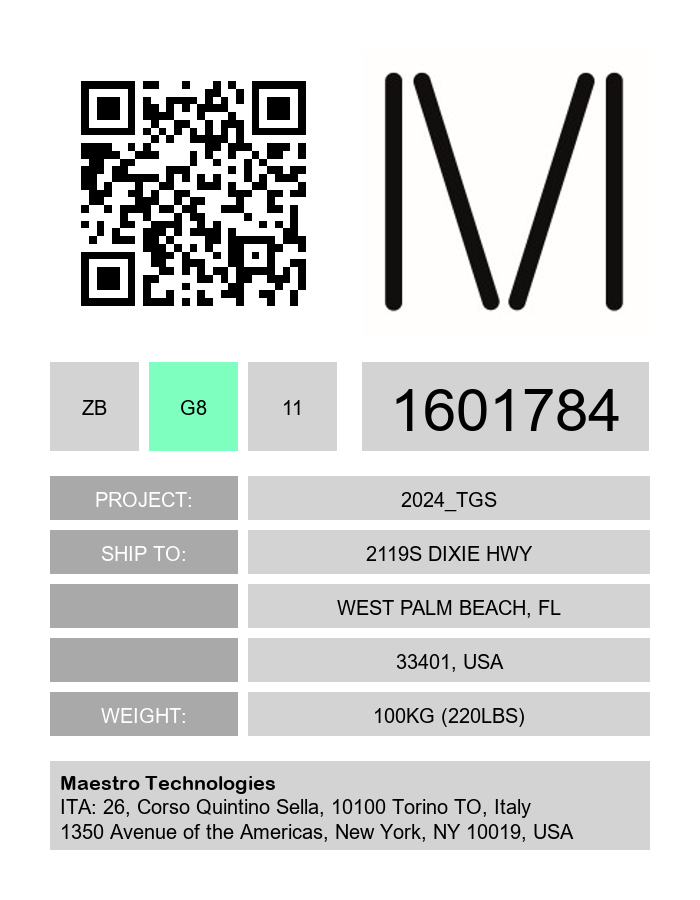 M
ZB G8 11 1601784
PROJECT: 2024_TGS
SHIP TO: 2119S DIXIE HWY
WEST PALM BEACH, FL
33401, USA
WEIGHT: 100KG (220LBS)
Maestro Technologies
ITA: 26, Corso Quintino Sella, 10100 Torino TO, Italy
1350 Avenue of the Americas, New York, NY 10019, USA